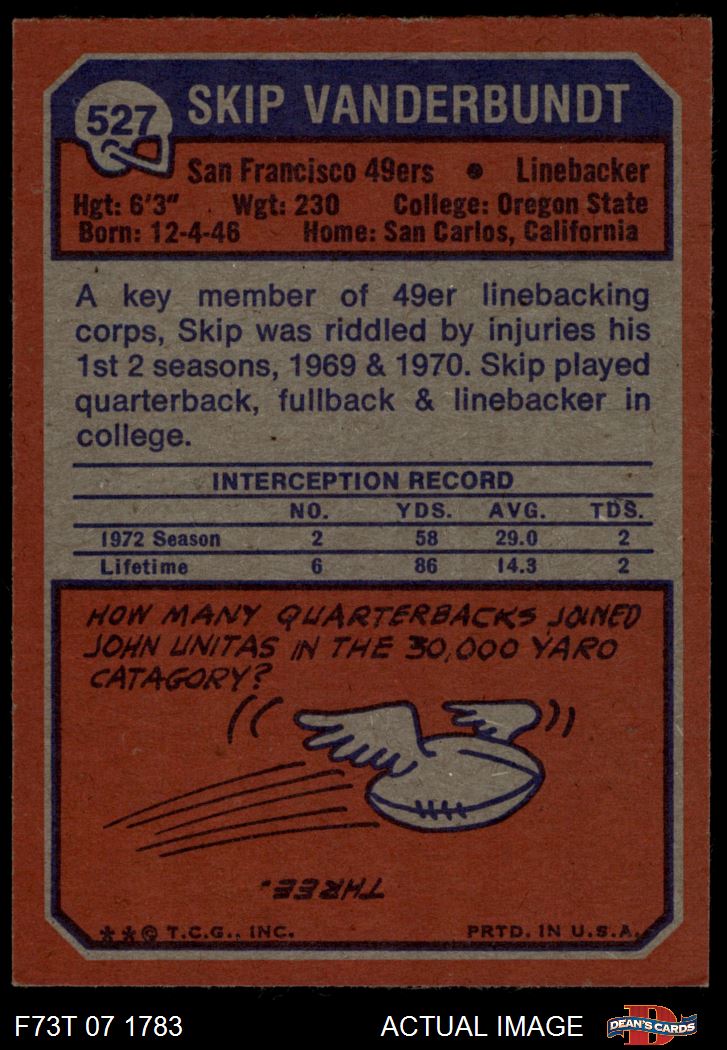 527 SKIP VANDERBUNDT
San Francisco 49ers • Linebacker
Hgt: 6'3" Wgt: 230 College: Oregon State
Born: 12-4-46 Home: San Carlos, California
A key member of 49er linebacking
corps, Skip was riddled by injuries his
1st 2 seasons, 1969 & 1970. Skip played
quarterback, fullback & linebacker in
college.
INTERCEPTION RECORD
NO. YDS. AVG. TDS.
1972 Season 2 58 29.0 2
Lifetime 6 86 14.3 2
HOW MANY QUARTERBACKS JOINED
JOHN UNITAS IN THE 30,000 YARD
CATAGORY?
THREE.
**© T.C.G., INC. PRTD. IN U.S.A.
F73T 07 1783 ACTUAL IMAGE D DEAN'S CARDS